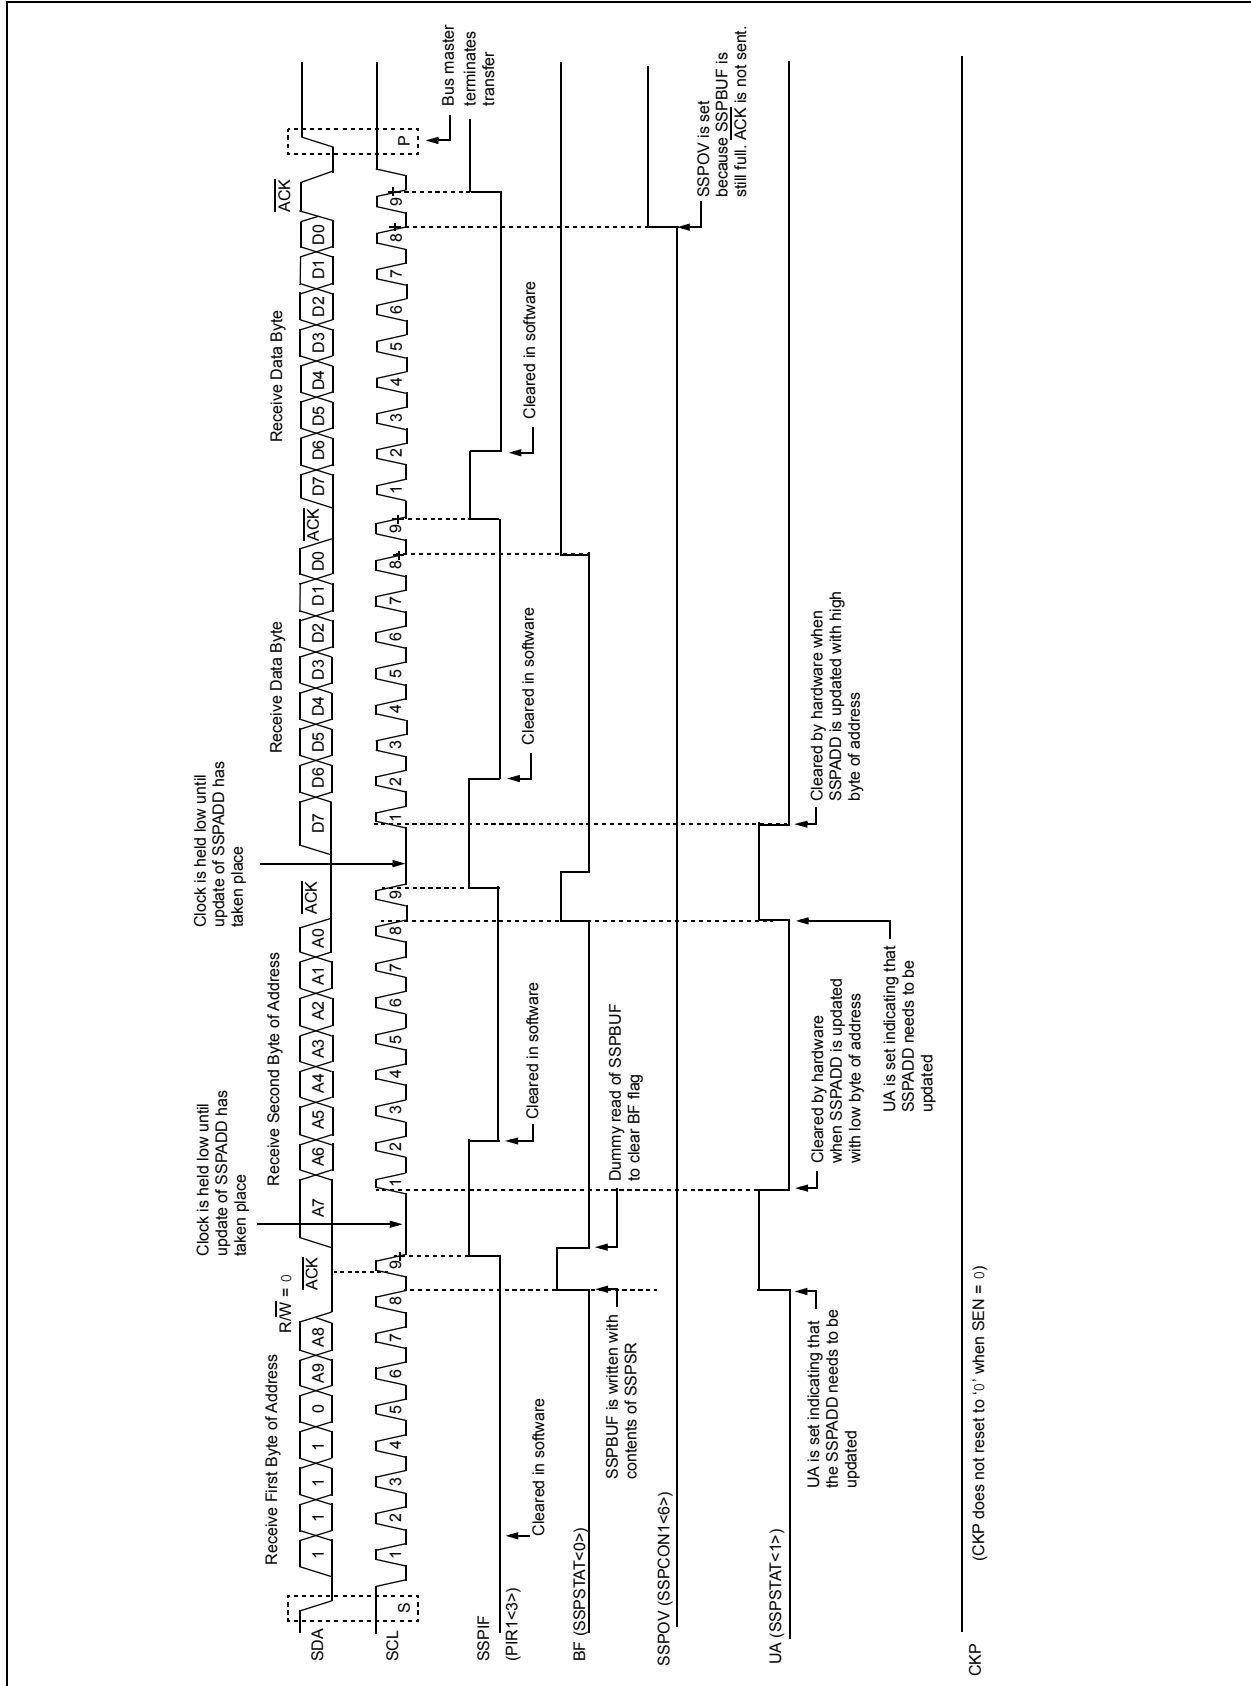 Clock is held low until
update of SSPADD has
taken place
Clock is held low until
update of SSPADD has
taken place
Receive First Byte of Address
R/W = 0
ACK
Receive Second Byte of Address
ACK
Receive Data Byte
ACK
Receive Data Byte
ACK
SDA
1 1 1 1 0 A9 A8
A7 A6 A5 A4 A3 A2 A1 A0
D7 D6 D5 D4 D3 D2 D1 D0
D7 D6 D5 D4 D3 D2 D1 D0
SCL
S
1 2 3 4 5 6 7 8 9
1 2 3 4 5 6 7 8 9
1 2 3 4 5 6 7 8 9
1 2 3 4 5 6 7 8 9
P
Bus master
terminates
transfer
SSPIF
(PIR1<3>)
Cleared in software
Cleared in software
Cleared in software
Cleared in software
BF (SSPSTAT<0>)
SSPBUF is written with
contents of SSPSR
Dummy read of SSPBUF
to clear BF flag
SSPOV (SSPCON1<6>)
SSPOV is set
because SSPBUF is
still full. ACK is not sent.
UA (SSPSTAT<1>)
UA is set indicating that
the SSPADD needs to be
updated
Cleared by hardware
when SSPADD is updated
with low byte of address
UA is set indicating that
SSPADD needs to be
updated
Cleared by hardware when
SSPADD is updated with high
byte of address
CKP
(CKP does not reset to ‘0’ when SEN = 0)